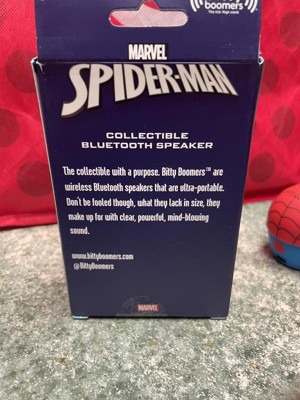 boomers
MARVEL
SPIDER-MAN
COLLECTIBLE
BLUETOOTH SPEAKER
The collectible with a purpose. Bitty Boomers™ are
wireless Bluetooth speakers that are ultra-portable.
Don't be fooled though, what they lack in size, they
make up for with clear, powerful, mind-blowing
sound.
www.bittyboomers.com
@BittyBoomers
MARVEL